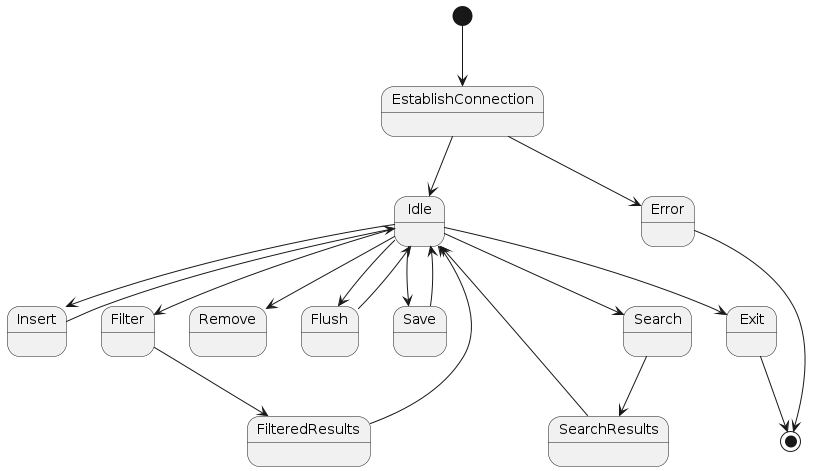 EstablishConnection
Idle
Error
Insert
Filter
Remove
Flush
Save
Search
Exit
FilteredResults
SearchResults